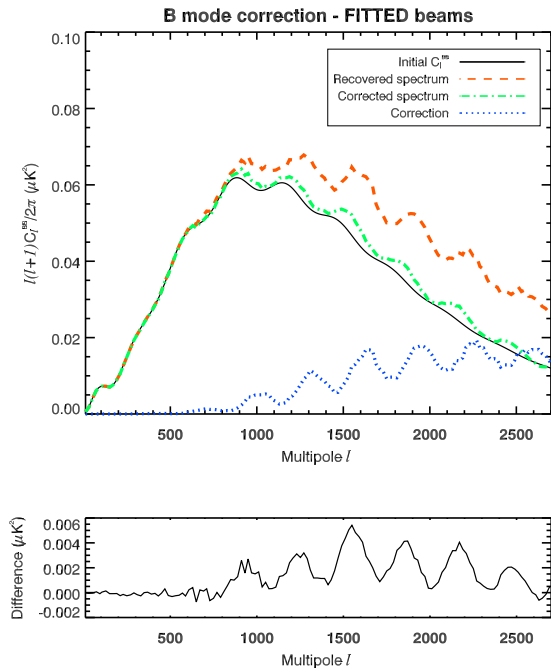 B mode correction - FITTED beams
0.10
0.08
0.06
0.04
0.02
0.00
l(l+1)C_l^BB/2π (μK²)
Initial C_l^BB
Recovered spectrum
Corrected spectrum
Correction
500 1000 1500 2000 2500
Multipole l
0.006
0.004
0.002
0.000
-0.002
Difference (μK²)
500 1000 1500 2000 2500
Multipole l